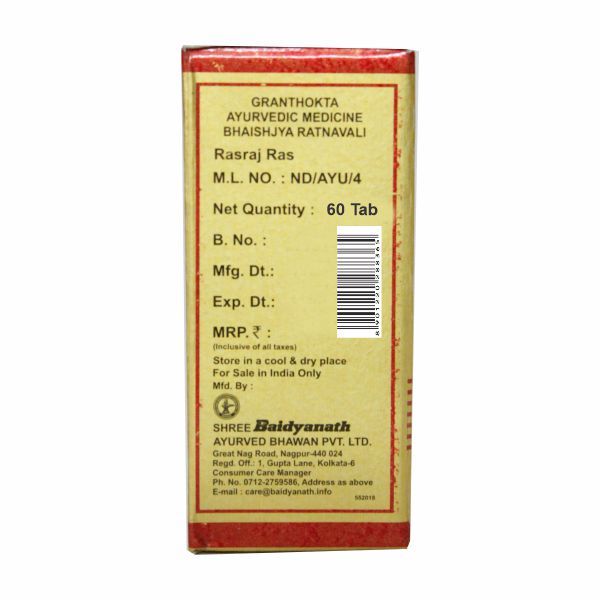 GRANTHOKTA
AYURVEDIC MEDICINE
BHAISHJYA RATNAVALI
Rasraj Ras
M.L. NO. : ND/AYU/4
Net Quantity : 60 Tab
B. No. :
Mfg. Dt.:
Exp. Dt.:
MRP.₹ :
(Inclusive of all taxes)
Store in a cool & dry place
For Sale in India Only
Mfd. By :
SHREE Baidyanath
AYURVED BHAWAN PVT. LTD.
Great Nag Road, Nagpur-440 024
Regd. Off.: 1, Gupta Lane, Kolkata-6
Consumer Care Manager
Ph. No. 0712-2759586, Address as above
E-mail : care@baidyanath.info
552018
8901220288365